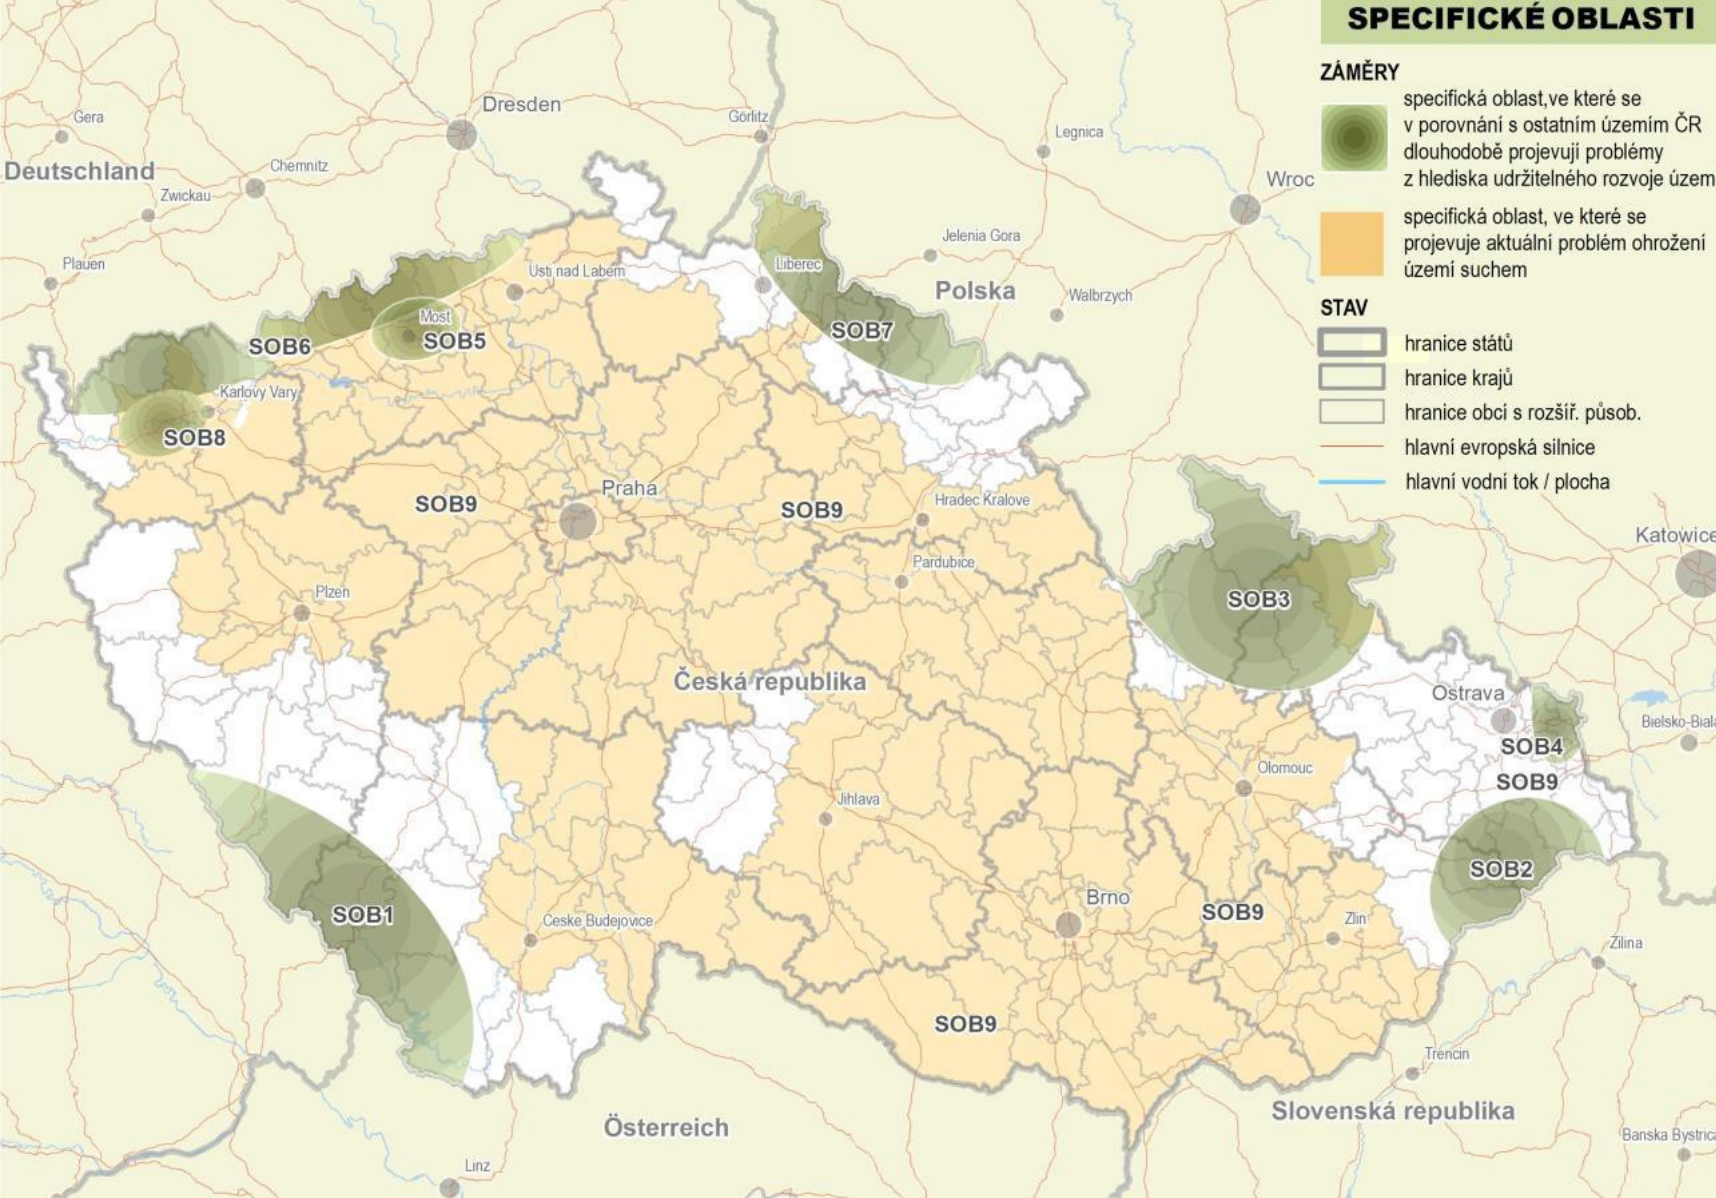 SPECIFICKÉ OBLASTI
ZÁMĚRY
specifická oblast,ve které se
v porovnání s ostatním územím ČR
dlouhodobě projevují problémy
z hlediska udržitelného rozvoje územ
specifická oblast, ve které se
projevuje aktuální problém ohrožení
území suchem
STAV
hranice států
hranice krajů
hranice obcí s rozšíř. působ.
hlavní evropská silnice
hlavní vodní tok / plocha
Dresden
Gera
Görlitz
Legnica
Deutschland
Chemnitz
Wroc
Zwickau
Jelenia Gora
Plauen
Liberec
Usti nad Labem
Polska
Walbrzych
Most
SOB7
SOB5
SOB6
Karlovy Vary
SOB8
Praha
SOB9
SOB9
Hradec Kralove
Katowice
Pardubice
Plzen
SOB3
Česká republika
Ostrava
Bielsko-Biala
SOB4
Olomouc
SOB9
Jihlava
SOB2
Brno
SOB1
SOB9
Ceske Budejovice
Zlin
Zilina
SOB9
Trencin
Slovenská republika
Österreich
Banska Bystrica
Linz